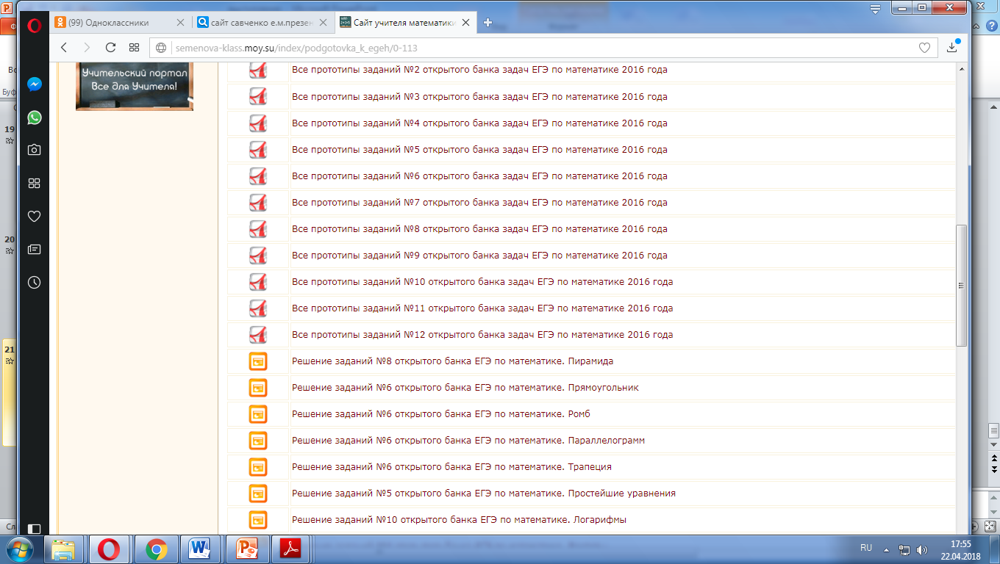 (99) Одноклассники
сайт савченко е.м.презен
Сайт учителя математики
semenova-klass.moy.su/index/podgotovka_k_egeh/0-113
Учительский портал
Все для Учителя!
Все прототипы заданий №2 открытого банка задач ЕГЭ по математике 2016 года
Все прототипы заданий №3 открытого банка задач ЕГЭ по математике 2016 года
Все прототипы заданий №4 открытого банка задач ЕГЭ по математике 2016 года
Все прототипы заданий №5 открытого банка задач ЕГЭ по математике 2016 года
Все прототипы заданий №6 открытого банка задач ЕГЭ по математике 2016 года
Все прототипы заданий №7 открытого банка задач ЕГЭ по математике 2016 года
Все прототипы заданий №8 открытого банка задач ЕГЭ по математике 2016 года
Все прототипы заданий №9 открытого банка задач ЕГЭ по математике 2016 года
Все прототипы заданий №10 открытого банка задач ЕГЭ по математике 2016 года
Все прототипы заданий №11 открытого банка задач ЕГЭ по математике 2016 года
Все прототипы заданий №12 открытого банка задач ЕГЭ по математике 2016 года
Решение заданий №8 открытого банка ЕГЭ по математике. Пирамида
Решение заданий №6 открытого банка ЕГЭ по математике. Прямоугольник
Решение заданий №6 открытого банка ЕГЭ по математике. Ромб
Решение заданий №6 открытого банка ЕГЭ по математике. Параллелограмм
Решение заданий №6 открытого банка ЕГЭ по математике. Трапеция
Решение заданий №5 открытого банка ЕГЭ по математике. Простейшие уравнения
Решение заданий №10 открытого банка ЕГЭ по математике. Логарифмы
19
20
21
RU
17:55
22.04.2018